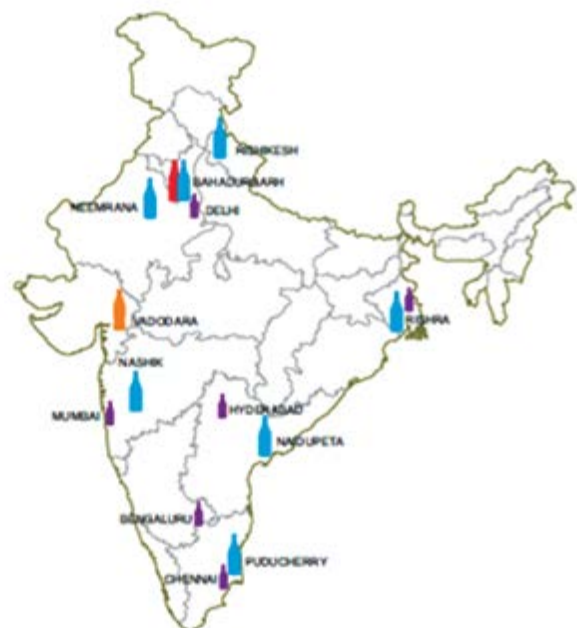 RISHIKESH
BAHADURGARH
NEEMRANA
DELHI
VADODARA
RISHRA
NASHIK
MUMBAI
HYDERABAD
NAIDUPETA
BENGALURU
PUDUCHERRY
CHENNAI